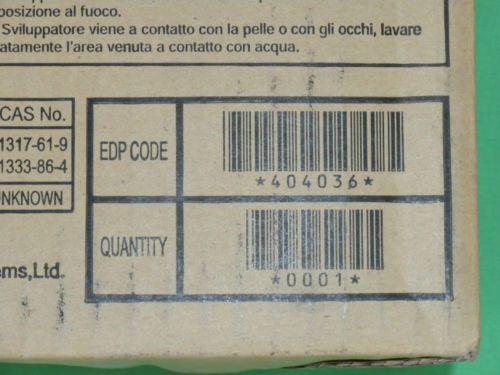 posizione al fuoco.
Sviluppatore viene a contatto con la pelle o con gli occhi, lavare
atamente l'area venuta a contatto con acqua.
CAS No.
1317-61-9
1333-86-4
UNKNOWN
EDP CODE
*404036*
QUANTITY
*0001*
ems,Ltd.